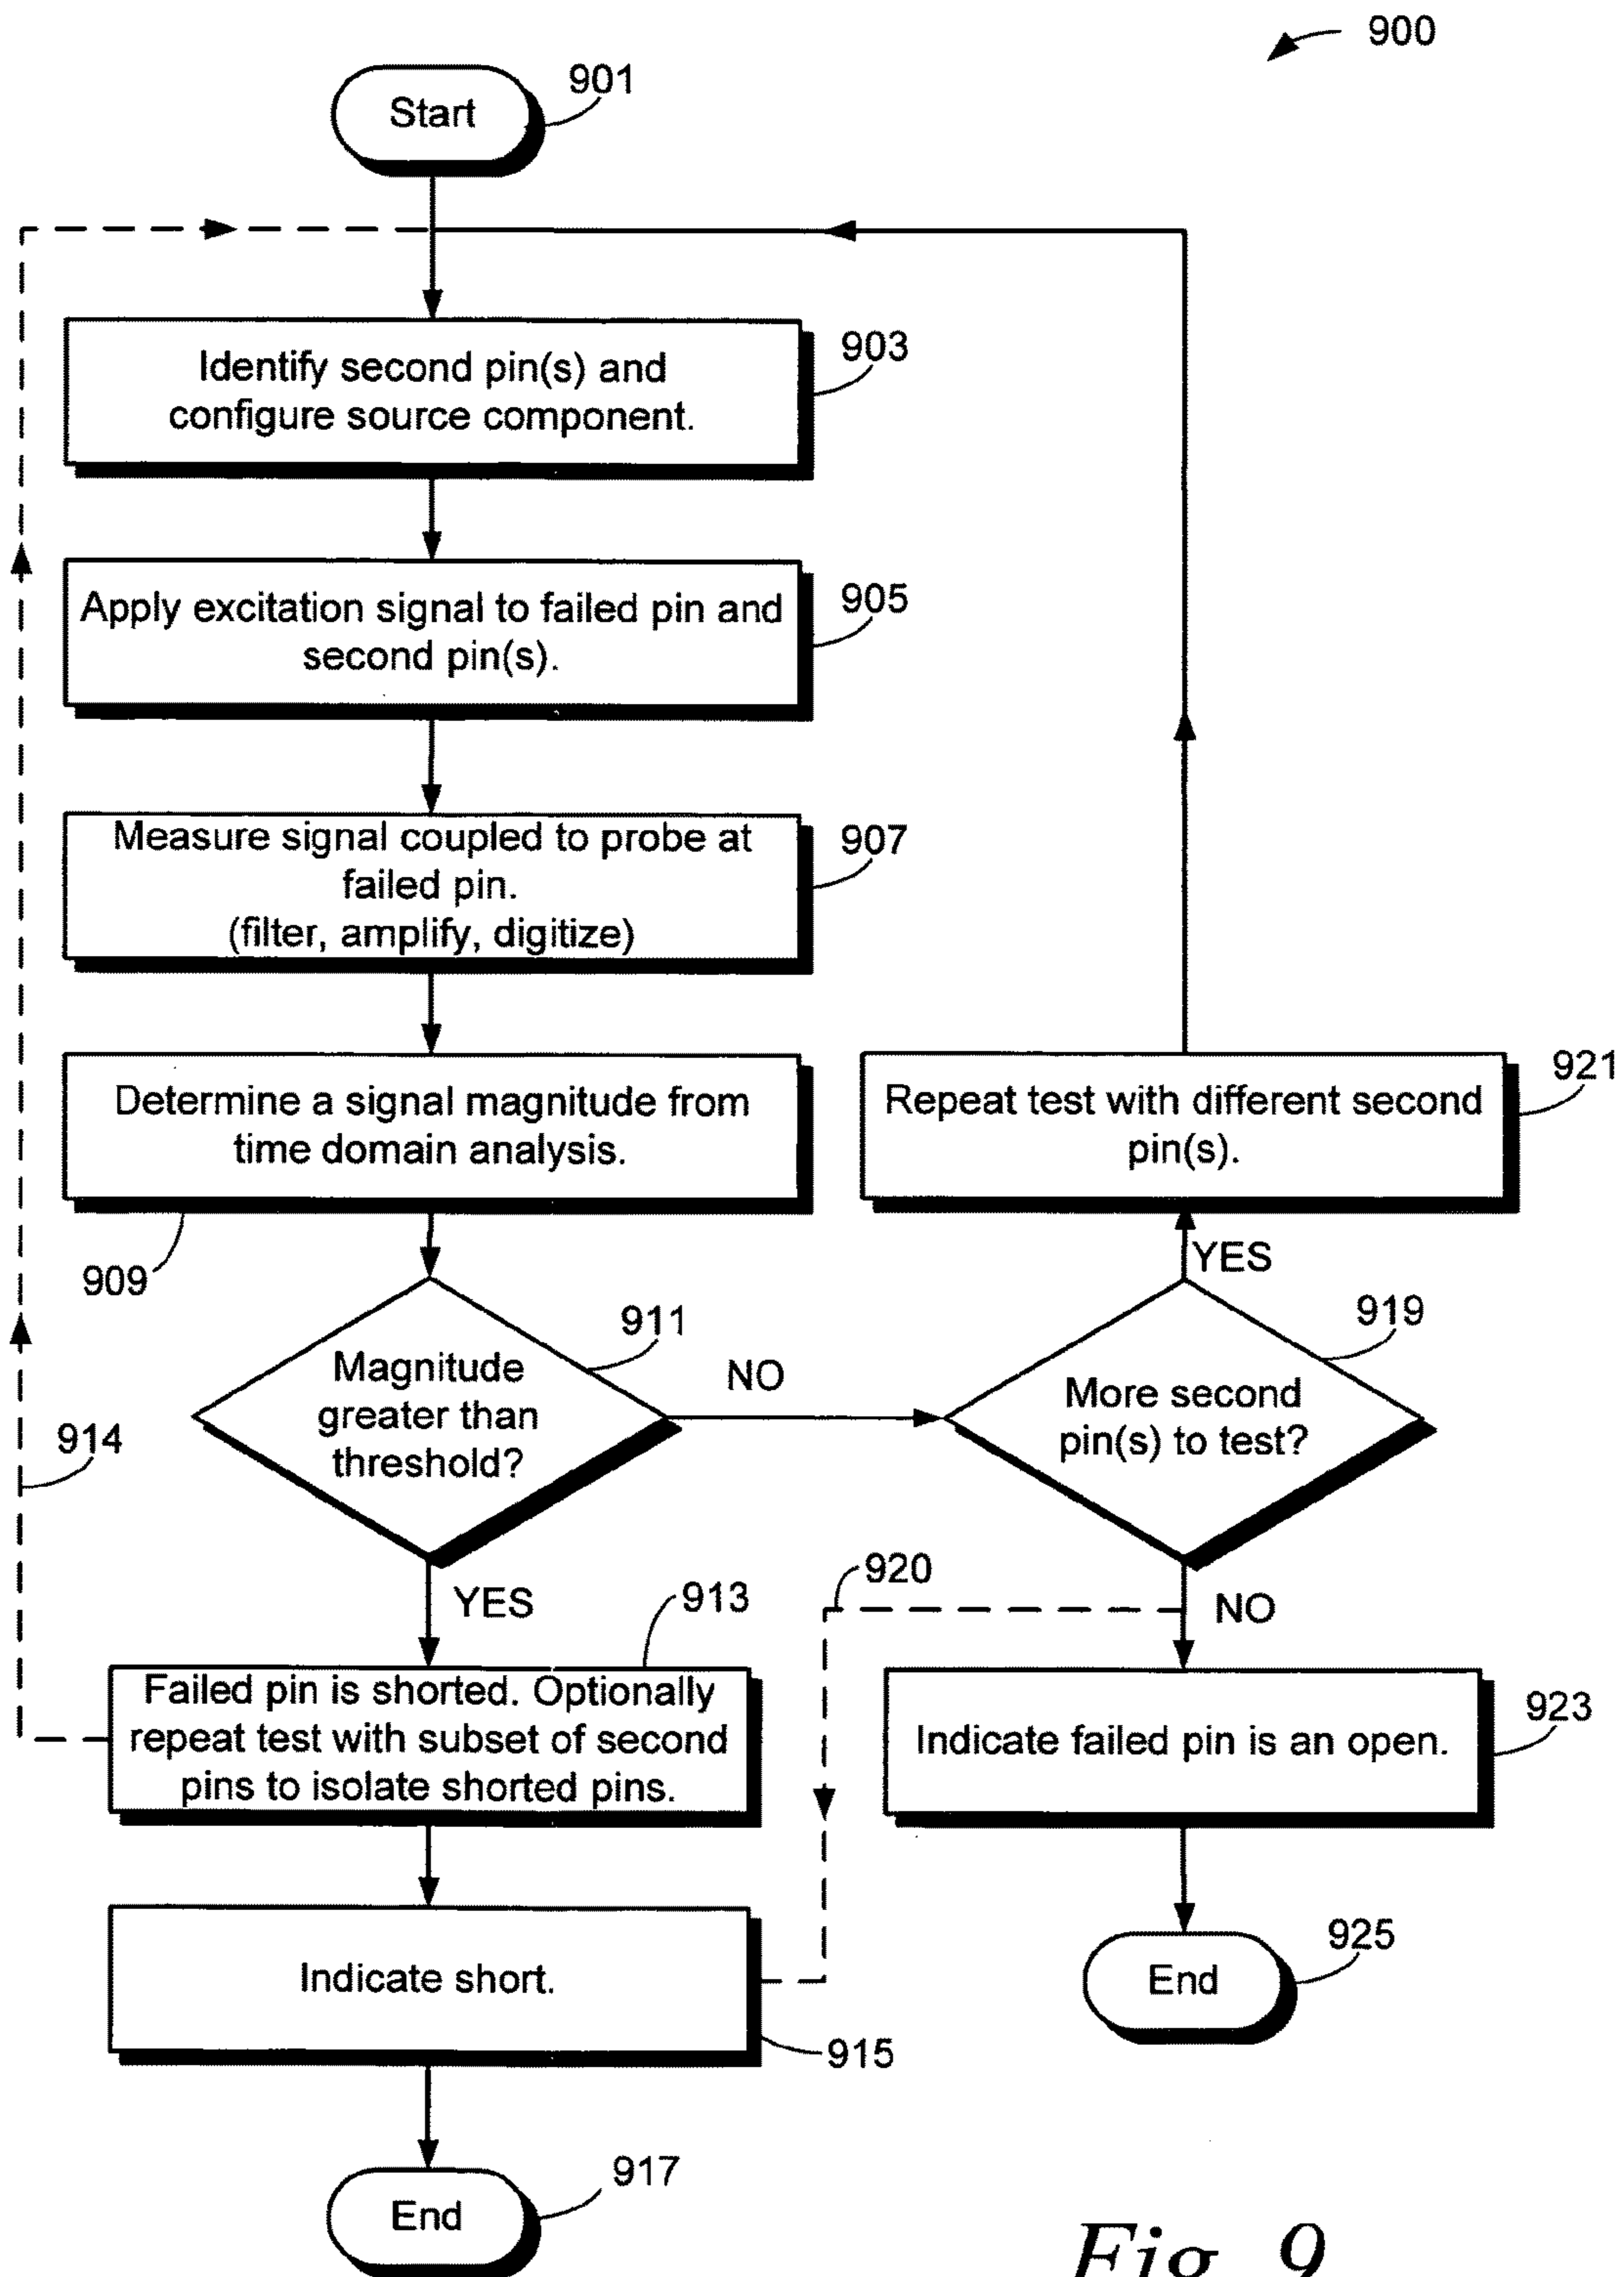 900
Start
901
Identify second pin(s) and
configure source component.
903
Apply excitation signal to failed pin and
second pin(s).
905
Measure signal coupled to probe at
failed pin.
(filter, amplify, digitize)
907
Determine a signal magnitude from
time domain analysis.
909
Repeat test with different second
pin(s).
921
YES
Magnitude
greater than
threshold?
911
NO
More second
pin(s) to test?
919
914
YES
920
NO
913
Failed pin is shorted. Optionally
repeat test with subset of second
pins to isolate shorted pins.
Indicate failed pin is an open.
923
Indicate short.
915
End
925
End
917
Fig. 9